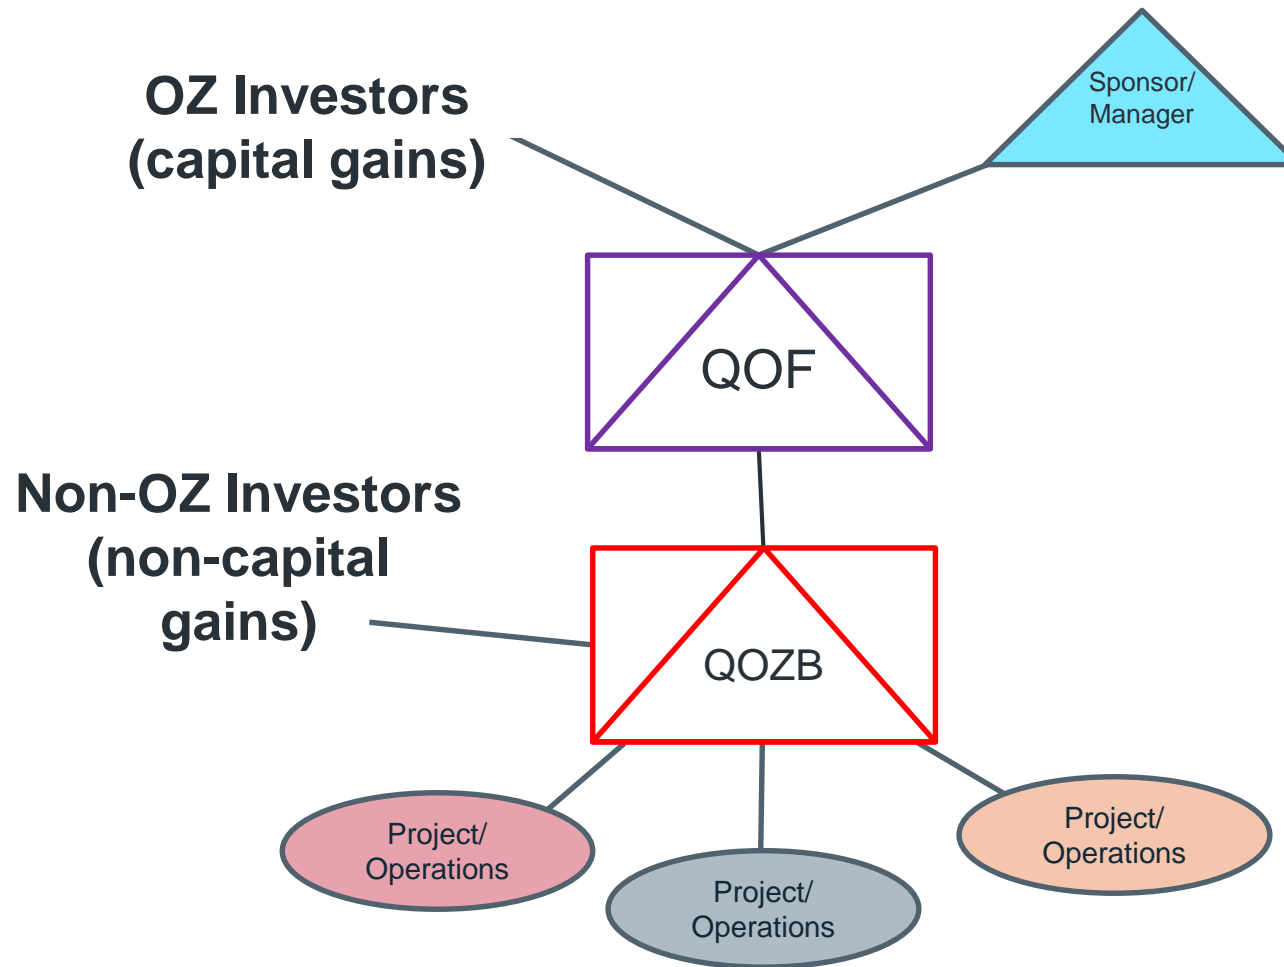 OZ Investors
(capital gains)
Sponsor/
Manager
QOF
Non-OZ Investors
(non-capital
gains)
QOZB
Project/
Operations
Project/
Operations
Project/
Operations